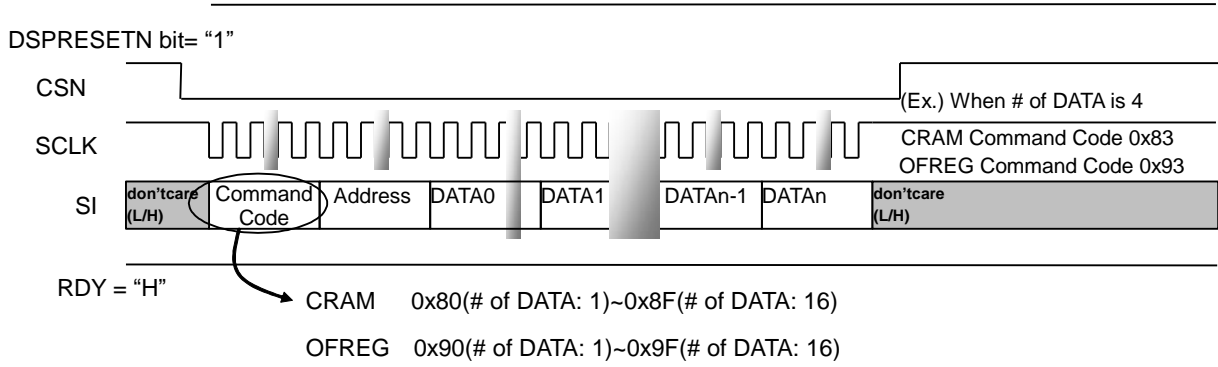 DSPRESETN bit= “1”
CSN
(Ex.) When # of DATA is 4
SCLK
CRAM Command Code 0x83
OFREG Command Code 0x93
SI
don'tcare (L/H)
Command Code
Address
DATA0
DATA1
DATAn-1
DATAn
don'tcare (L/H)
RDY = “H”
CRAM 0x80(# of DATA: 1)~0x8F(# of DATA: 16)
OFREG 0x90(# of DATA: 1)~0x9F(# of DATA: 16)